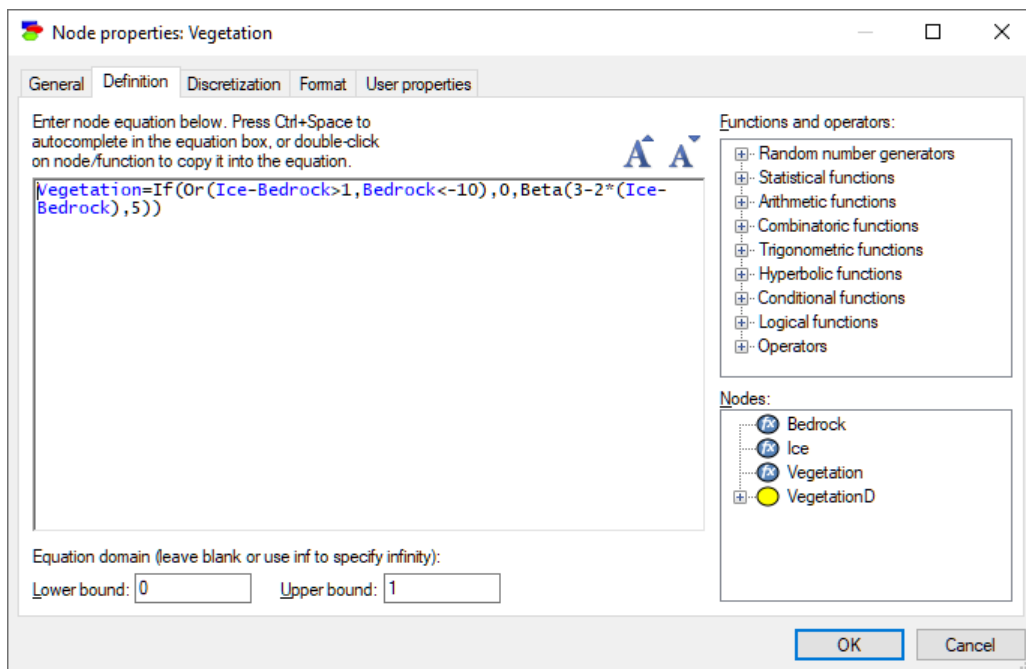 Node properties: Vegetation
General Definition Discretization Format User properties
Enter node equation below. Press Ctrl+Space to
autocomplete in the equation box, or double-click
on node/function to copy it into the equation.
A A
Vegetation=If(Or(Ice-Bedrock>1,Bedrock<-10),0,Beta(3-2*(Ice-
Bedrock),5))
Functions and operators:
Random number generators
Statistical functions
Arithmetic functions
Combinatoric functions
Trigonometric functions
Hyperbolic functions
Conditional functions
Logical functions
Operators
Nodes:
fx Bedrock
fx Ice
fx Vegetation
VegetationD
Equation domain (leave blank or use inf to specify infinity):
Lower bound: 0 Upper bound: 1
OK Cancel